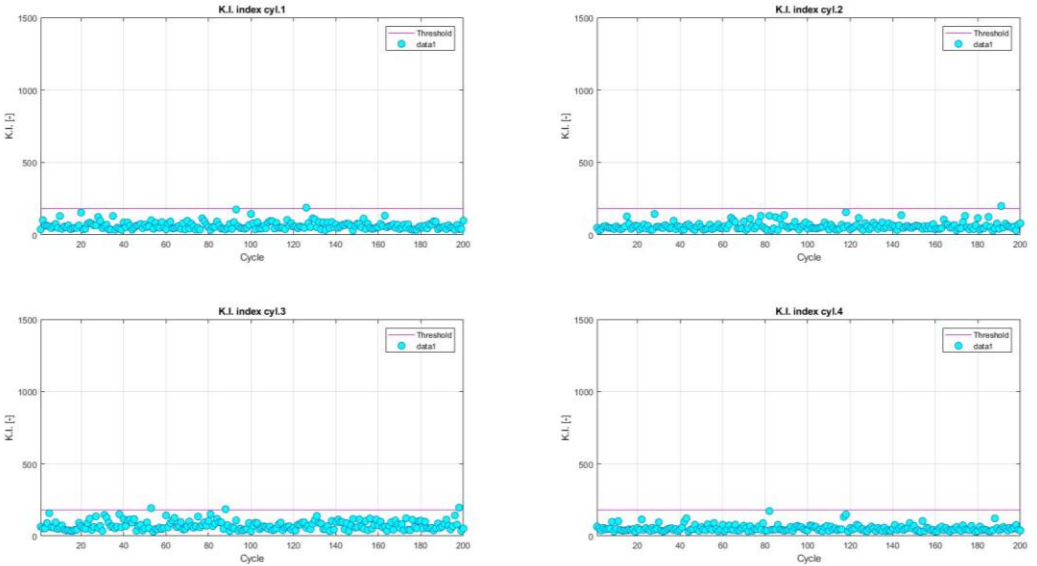 K.I. index cyl.1
1500
1000
500
0
K.I. [-]
Threshold
data1
20 40 60 80 100 120 140 160 180 200
Cycle
K.I. index cyl.2
1500
1000
500
0
K.I. [-]
Threshold
data1
20 40 60 80 100 120 140 160 180 200
Cycle
K.I. index cyl.3
1500
1000
500
0
K.I. [-]
Threshold
data1
20 40 60 80 100 120 140 160 180 200
Cycle
K.I. index cyl.4
1500
1000
500
0
K.I. [-]
Threshold
data1
20 40 60 80 100 120 140 160 180 200
Cycle